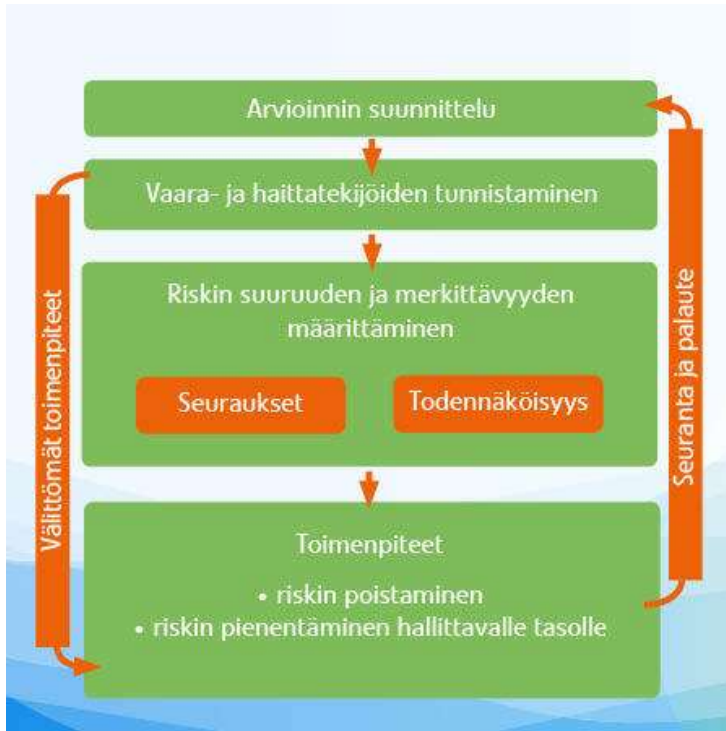 Arvioinnin suunnittelu
Vaara- ja haittatekijöiden tunnistaminen
Riskin suuruuden ja merkittävyyden
määrittäminen
Seuraukset
Todennäköisyys
Toimenpiteet
• riskin poistaminen
• riskin pienentäminen hallittavalle tasolle
Välittömät toimenpiteet
Seuranta ja palaute